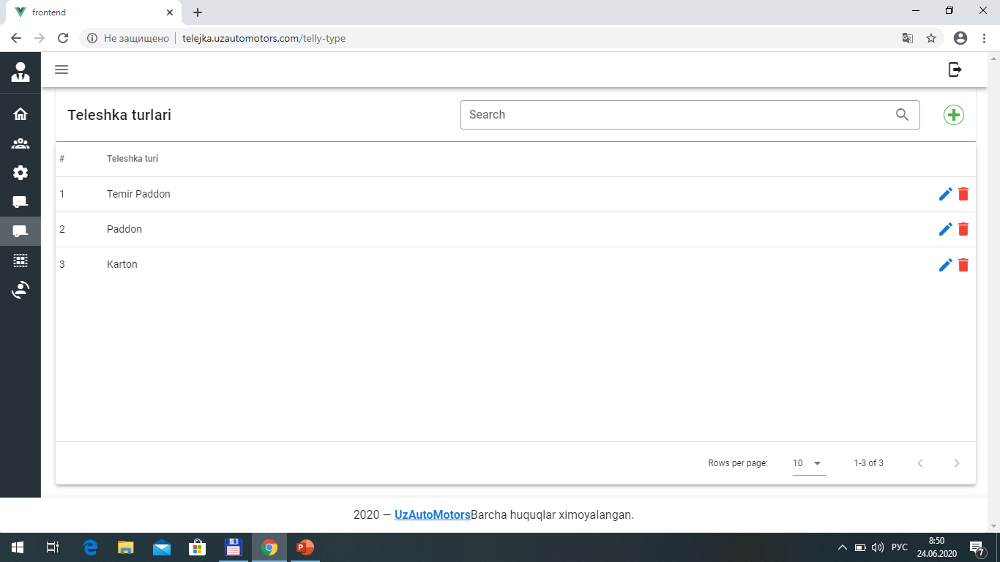 frontend
Не защищено telejka.uzautomotors.com/telly-type
Teleshka turlari
Search
# Teleshka turi
1 Temir Paddon
2 Paddon
3 Karton
Rows per page: 10 1-3 of 3
2020 — UzAutoMotorsBarcha huquqlar ximoyalangan.
РУС
8:50
24.06.2020
7